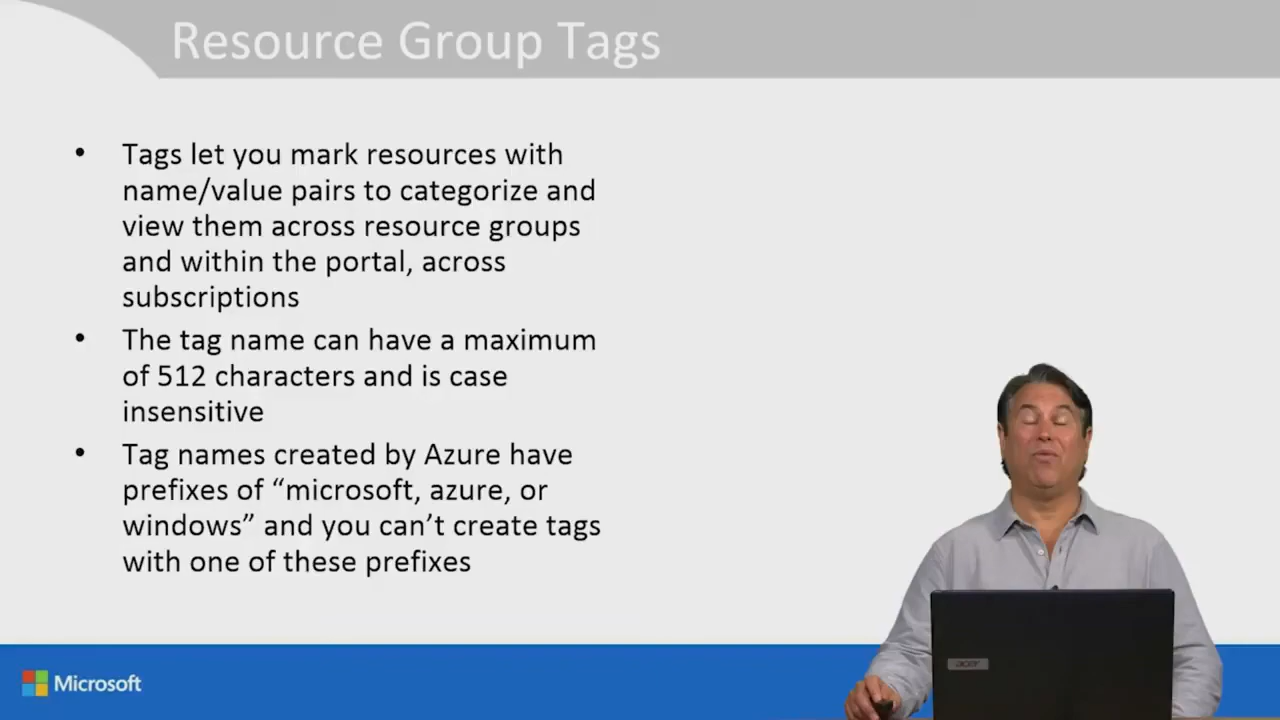 Resource Group Tags
• Tags let you mark resources with
name/value pairs to categorize and
view them across resource groups
and within the portal, across
subscriptions
• The tag name can have a maximum
of 512 characters and is case
insensitive
• Tag names created by Azure have
prefixes of “microsoft, azure, or
windows” and you can’t create tags
with one of these prefixes
acer
Microsoft